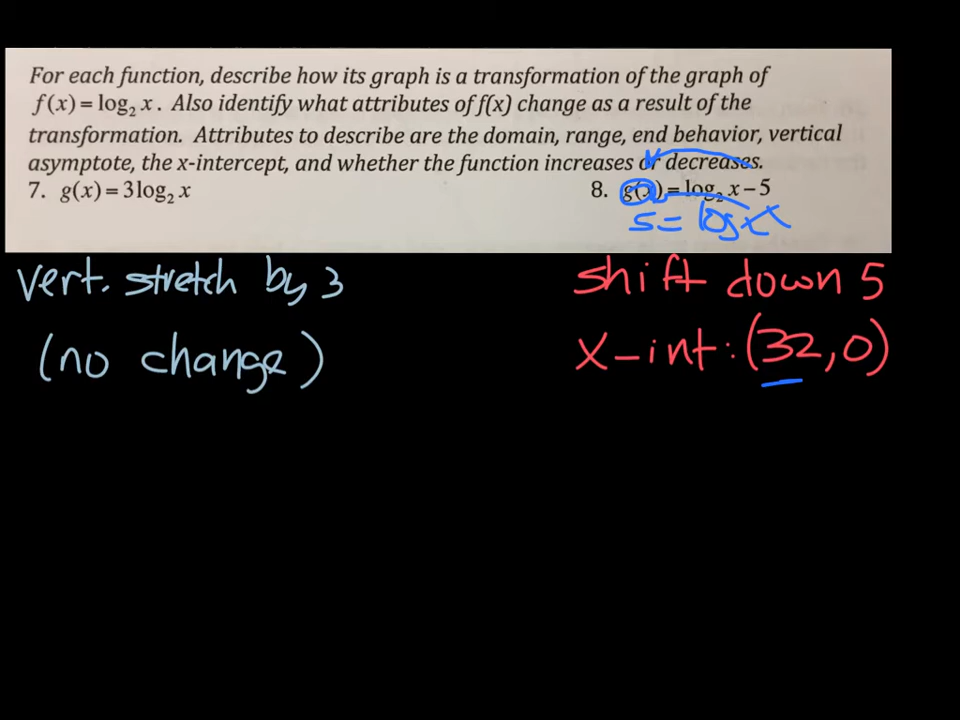 For each function, describe how its graph is a transformation of the graph of
f(x) = log₂ x. Also identify what attributes of f(x) change as a result of the
transformation. Attributes to describe are the domain, range, end behavior, vertical
asymptote, the x-intercept, and whether the function increases or decreases.
7. g(x) = 3log₂ x
8. g(x) = log₂ x – 5
5 = log
vert. stretch by 3
(no change)
shift down 5
x-int: (32, 0)